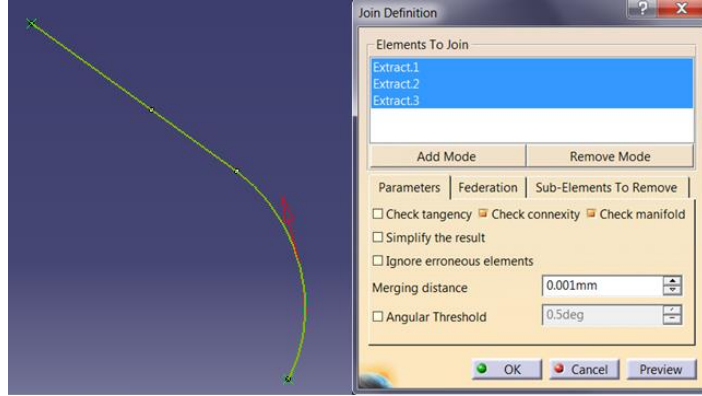 Join Definition
Elements To Join
Extract.1
Extract.2
Extract.3
Add Mode Remove Mode
Parameters Federation Sub-Elements To Remove
Check tangency Check connexity Check manifold
Simplify the result
Ignore erroneous elements
Merging distance 0.001mm
Angular Threshold 0.5deg
OK Cancel Preview